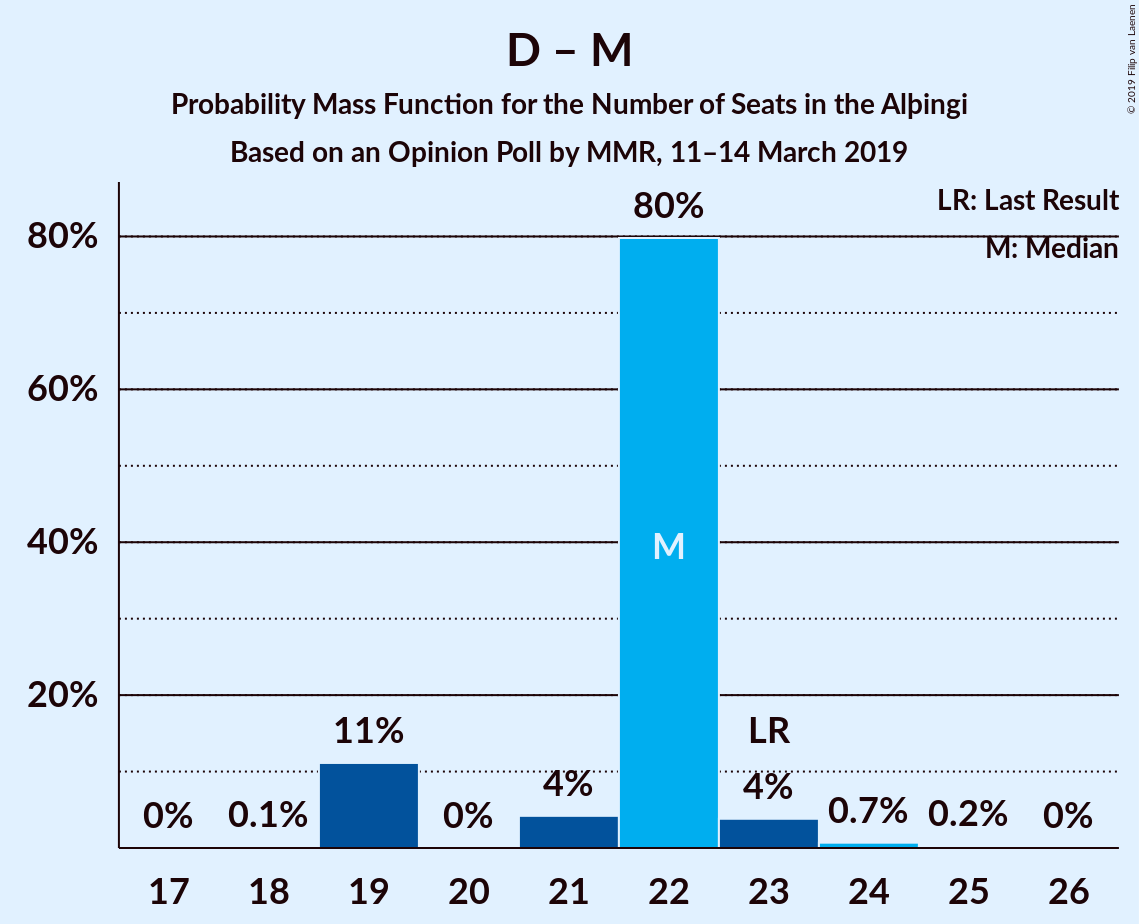 D – M
Probability Mass Function for the Number of Seats in the Alþingi
Based on an Opinion Poll by MMR, 11–14 March 2019
© 2019 Filip van Laenen
LR: Last Result
M: Median
80%
60%
40%
20%
0%
0.1%
11%
0%
4%
80%
M
LR
4%
0.7%
0.2%
0%
17 18 19 20 21 22 23 24 25 26